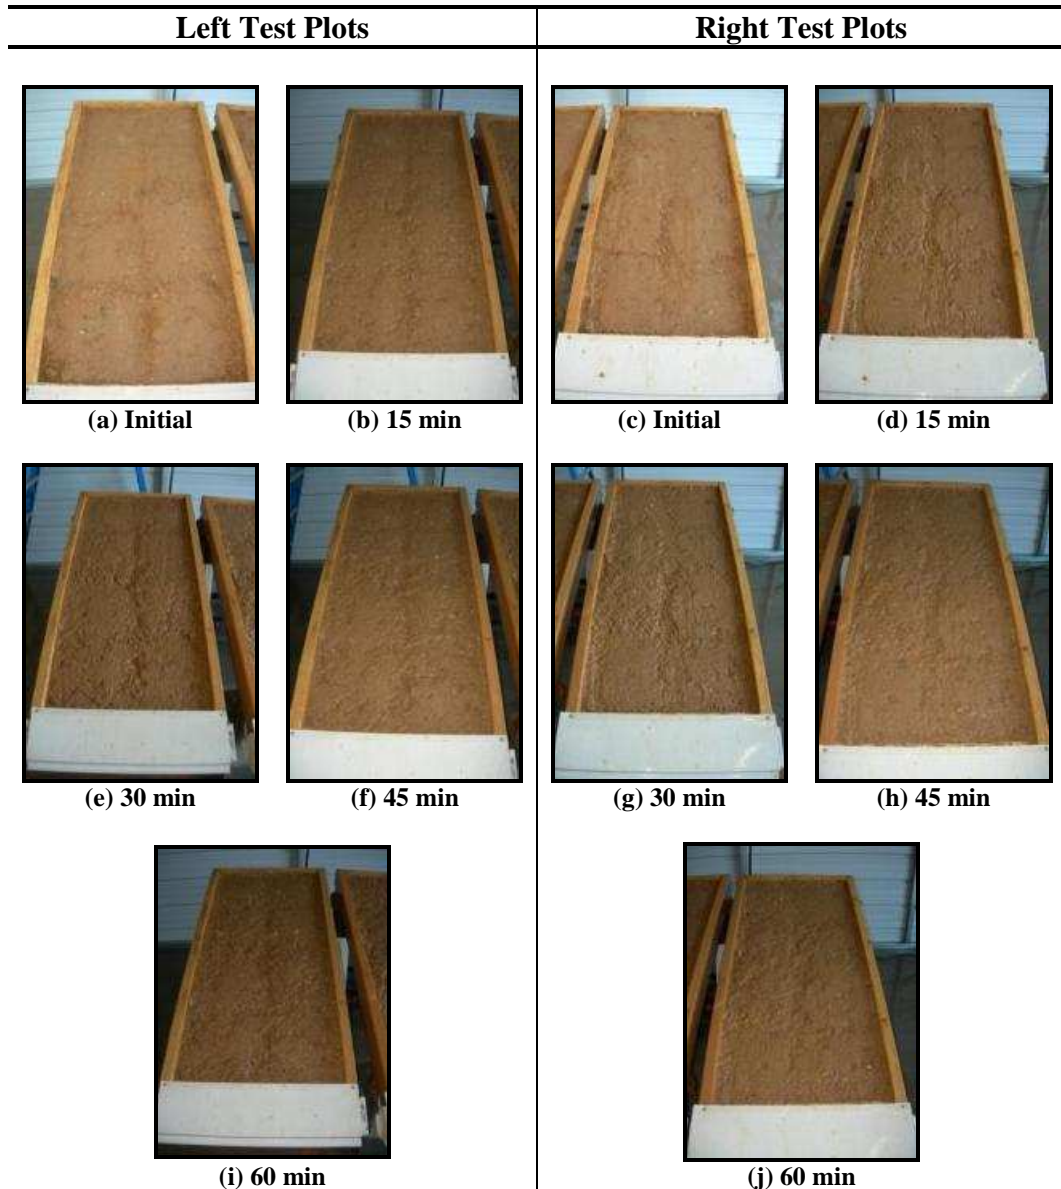 Left Test Plots
Right Test Plots
(a) Initial
(b) 15 min
(c) Initial
(d) 15 min
(e) 30 min
(f) 45 min
(g) 30 min
(h) 45 min
(i) 60 min
(j) 60 min